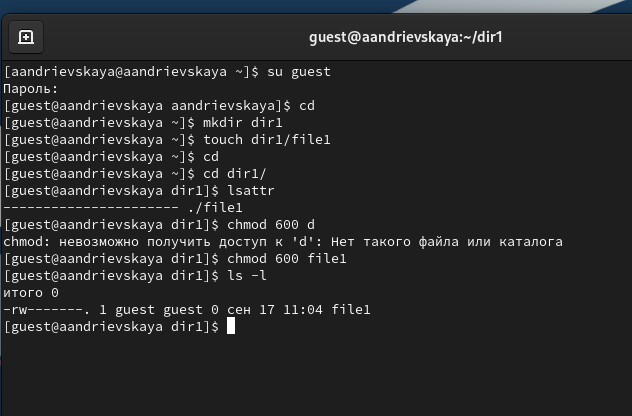 guest@aandrievskaya:~/dir1
[aandrievskaya@aandrievskaya ~]$ su guest
Пароль:
[guest@aandrievskaya aandrievskaya]$ cd
[guest@aandrievskaya ~]$ mkdir dir1
[guest@aandrievskaya ~]$ touch dir1/file1
[guest@aandrievskaya ~]$ cd
[guest@aandrievskaya ~]$ cd dir1/
[guest@aandrievskaya dir1]$ lsattr
---------------------- ./file1
[guest@aandrievskaya dir1]$ chmod 600 d
chmod: невозможно получить доступ к 'd': Нет такого файла или каталога
[guest@aandrievskaya dir1]$ chmod 600 file1
[guest@aandrievskaya dir1]$ ls -l
итого 0
-rw-------. 1 guest guest 0 сен 17 11:04 file1
[guest@aandrievskaya dir1]$